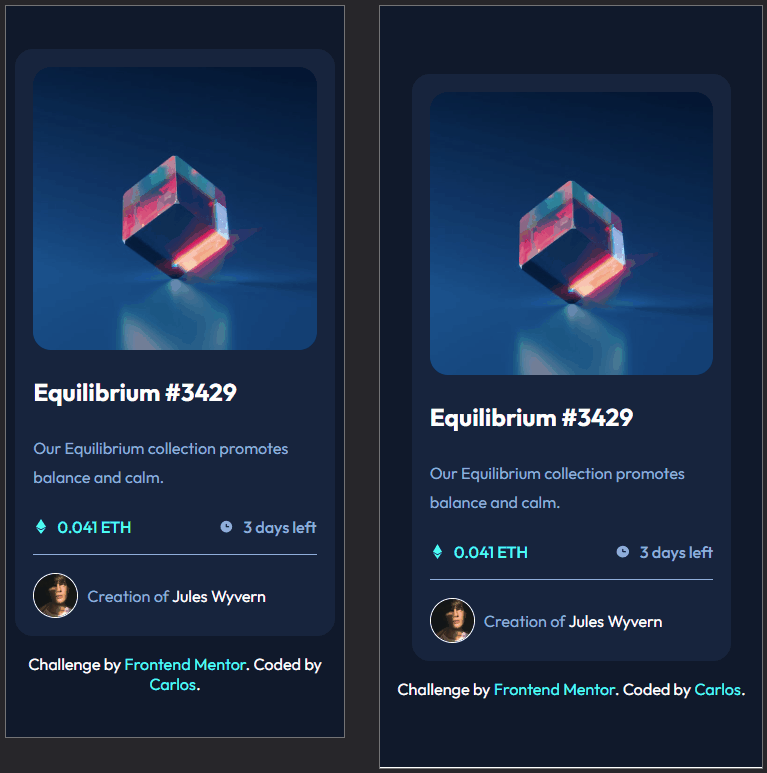 Equilibrium #3429
Our Equilibrium collection promotes
balance and calm.
0.041 ETH
3 days left
Creation of Jules Wyvern
Challenge by Frontend Mentor. Coded by
Carlos.
Equilibrium #3429
Our Equilibrium collection promotes
balance and calm.
0.041 ETH
3 days left
Creation of Jules Wyvern
Challenge by Frontend Mentor. Coded by Carlos.